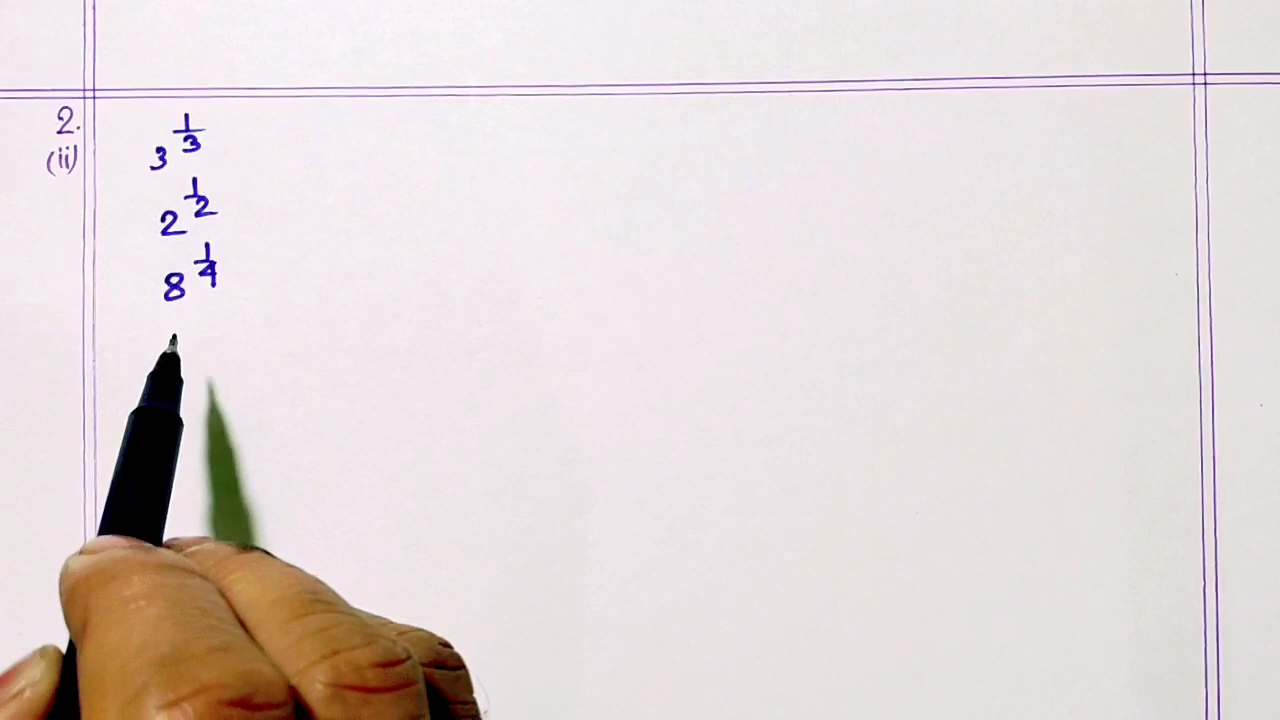 2.
(ii)
3^{1/3}
2^{1/2}
8^{1/4}